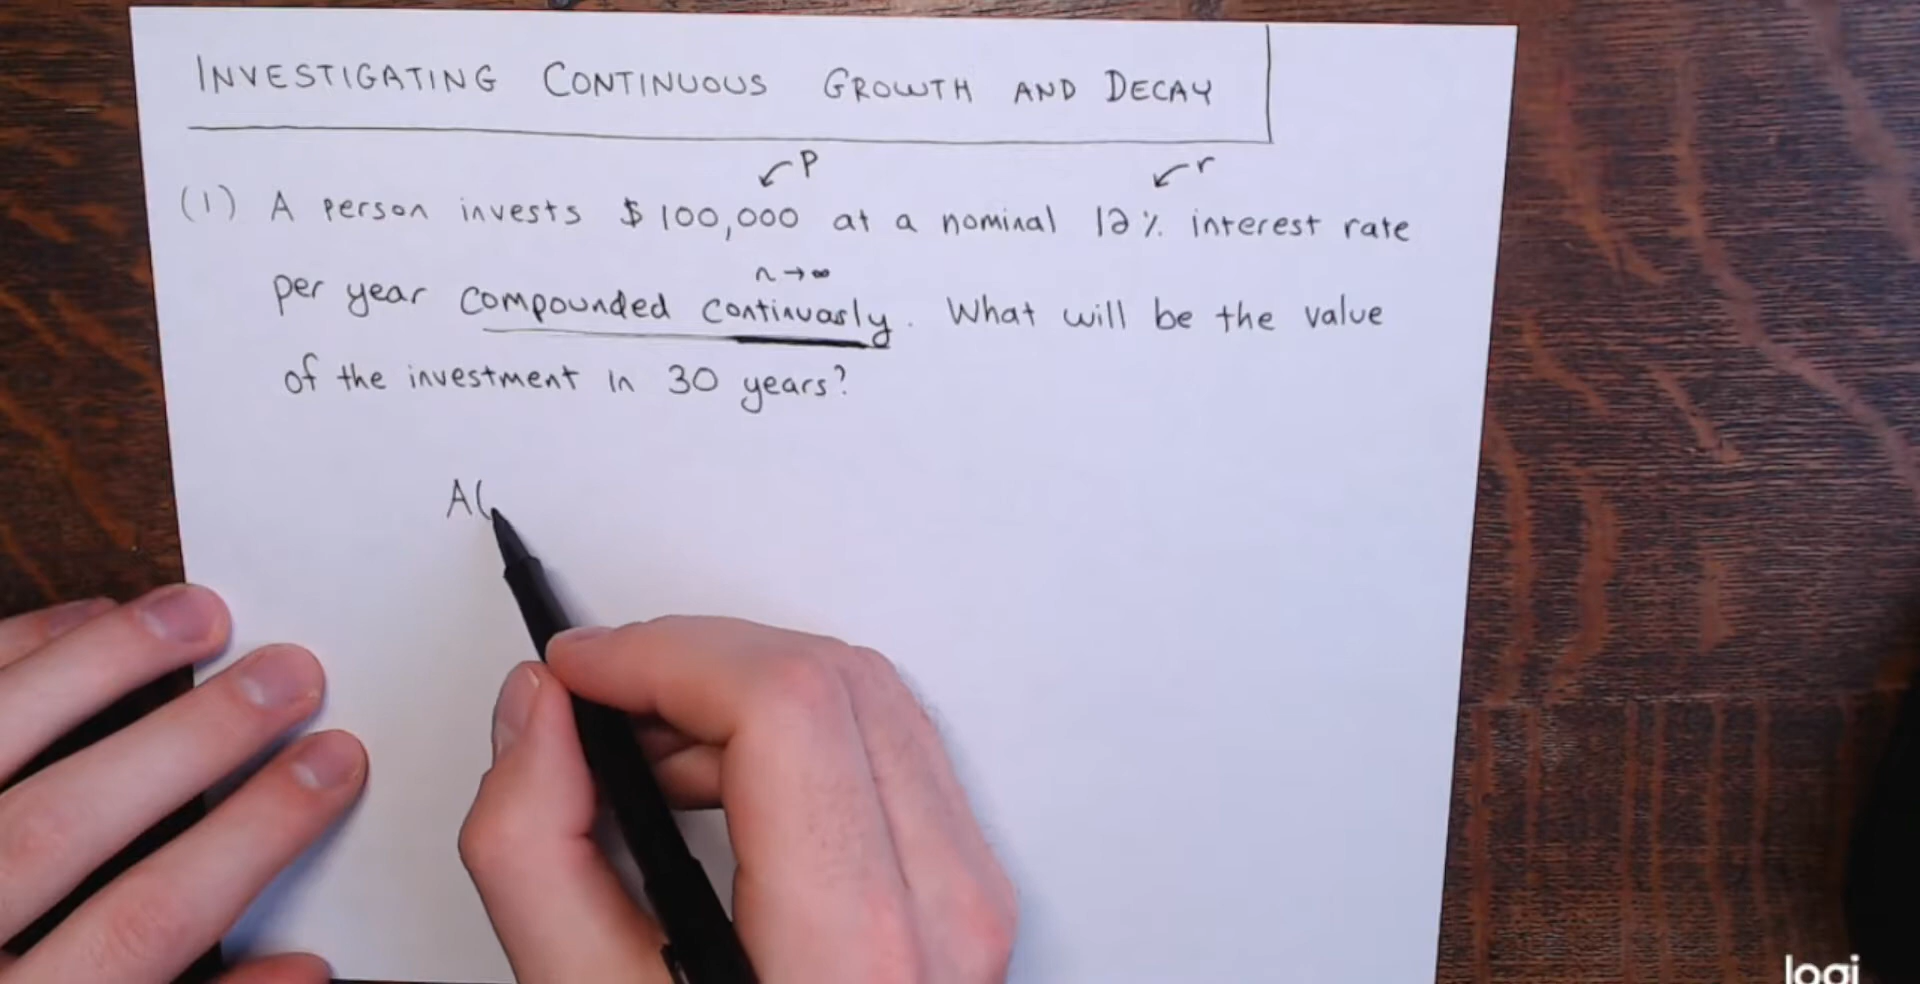 INVESTIGATING CONTINUOUS GROWTH AND DECAY
P r
(1) A person invests $100,000 at a nominal 12% interest rate
n→∞
per year compounded continuosly. What will be the value
of the investment in 30 years?
A(
logi